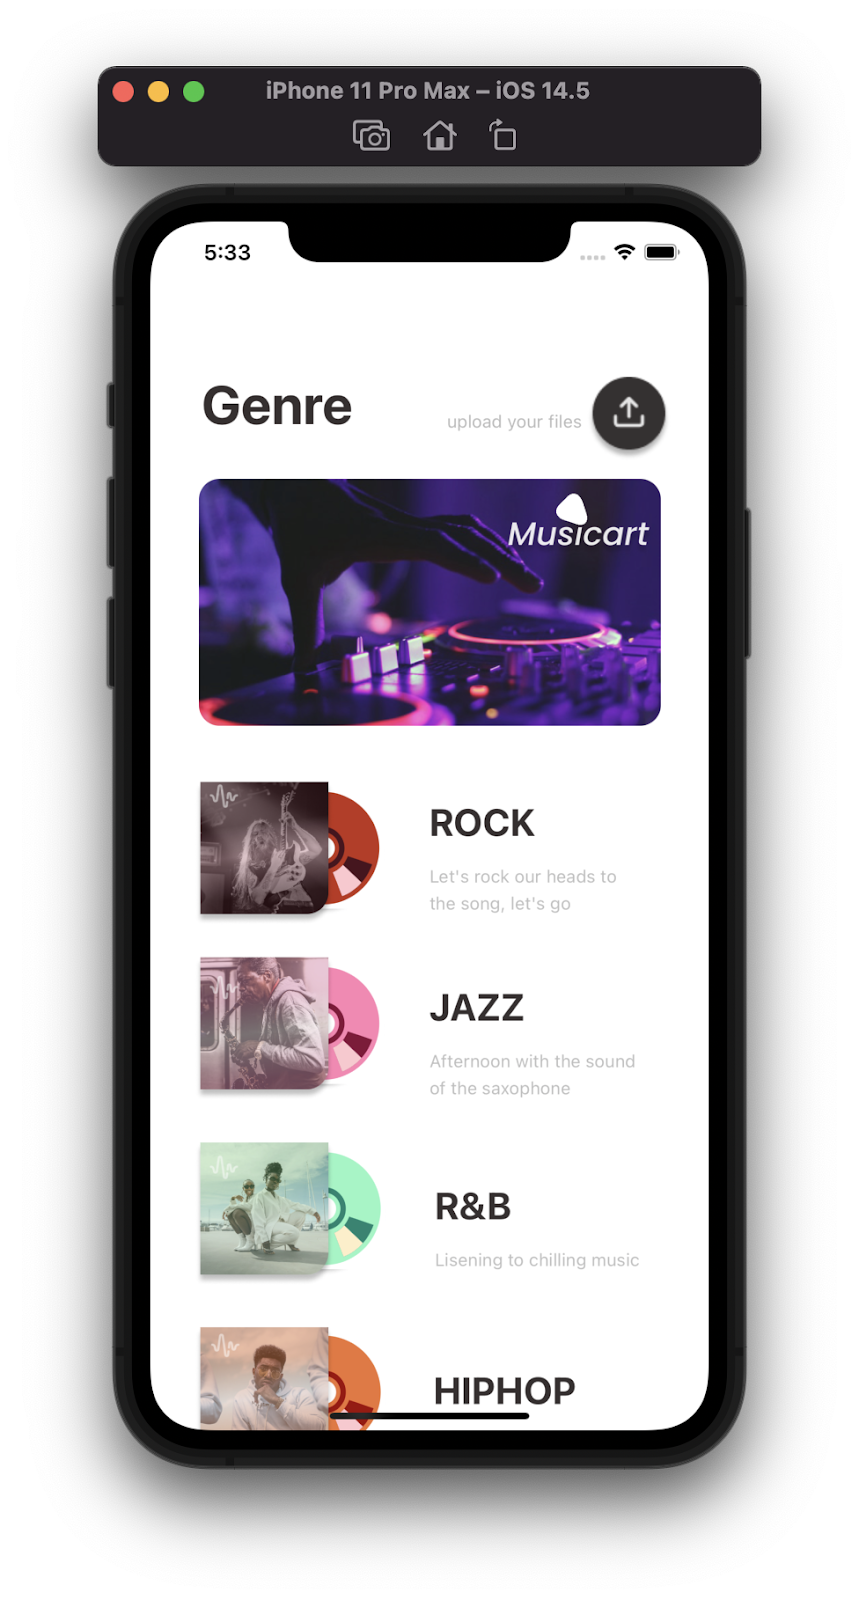 iPhone 11 Pro Max – iOS 14.5
5:33
Genre
upload your files
Musicart
ROCK
Let's rock our heads to
the song, let's go
JAZZ
Afternoon with the sound
of the saxophone
R&B
Lisening to chilling music
HIPHOP